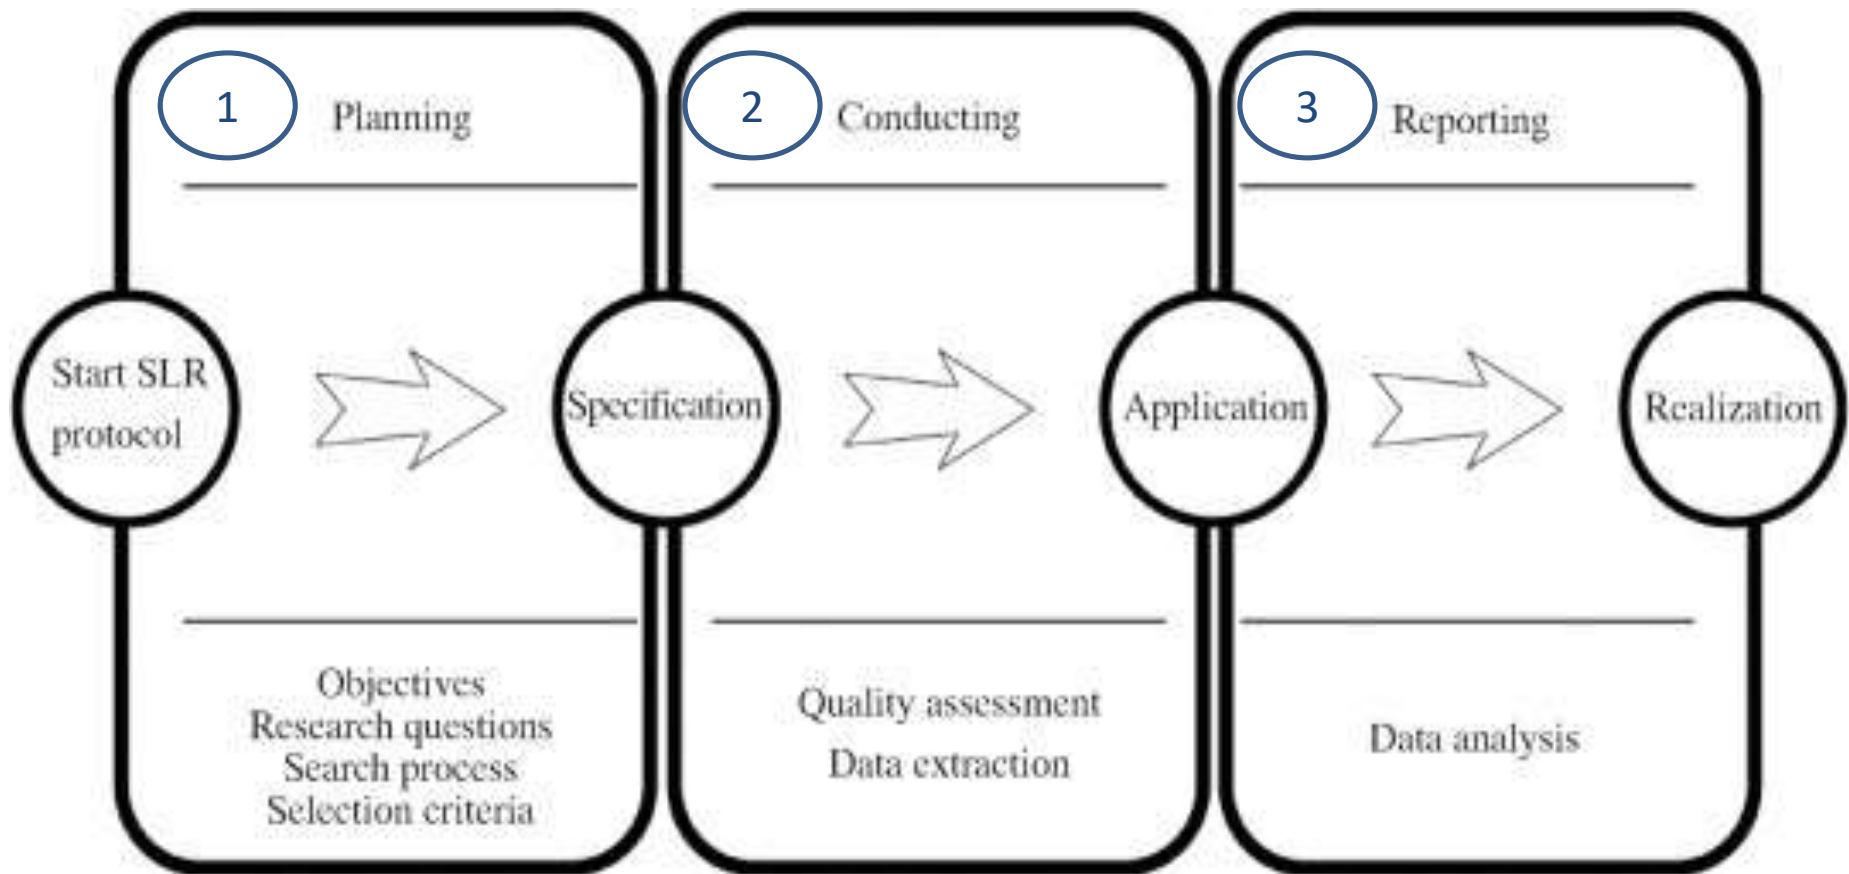 1
Planning
2
Conducting
3
Reporting
Start SLR
protocol
Specification
Application
Realization
Objectives
Research questions
Search process
Selection criteria
Quality assessment
Data extraction
Data analysis